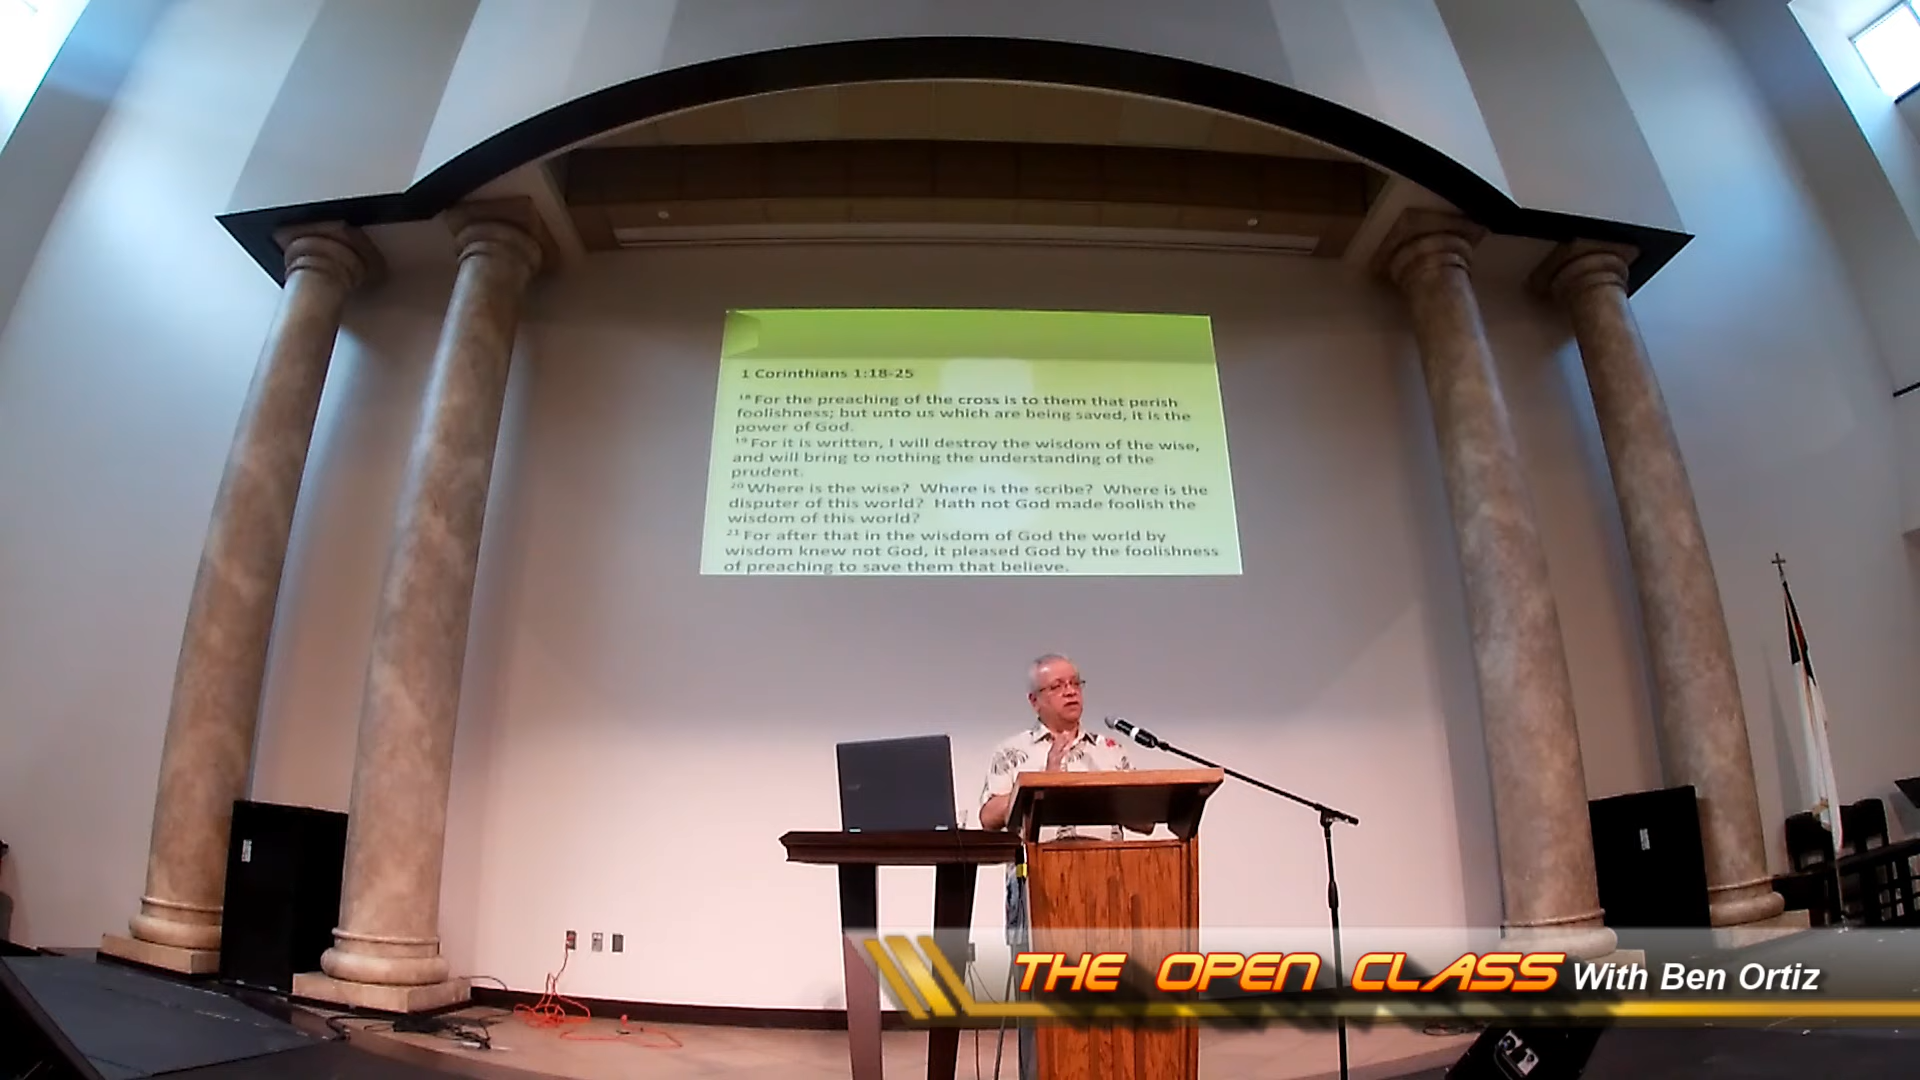 1 Corinthians 1:18-25
18 For the preaching of the cross is to them that perish
foolishness; but unto us which are being saved, it is the
power of God.
19 For it is written, I will destroy the wisdom of the wise,
and will bring to nothing the understanding of the
prudent.
20 Where is the wise? Where is the scribe? Where is the
disputer of this world? Hath not God made foolish the
wisdom of this world?
21 For after that in the wisdom of God the world by
wisdom knew not God, it pleased God by the foolishness
of preaching to save them that believe.
THE OPEN CLASS With Ben Ortiz